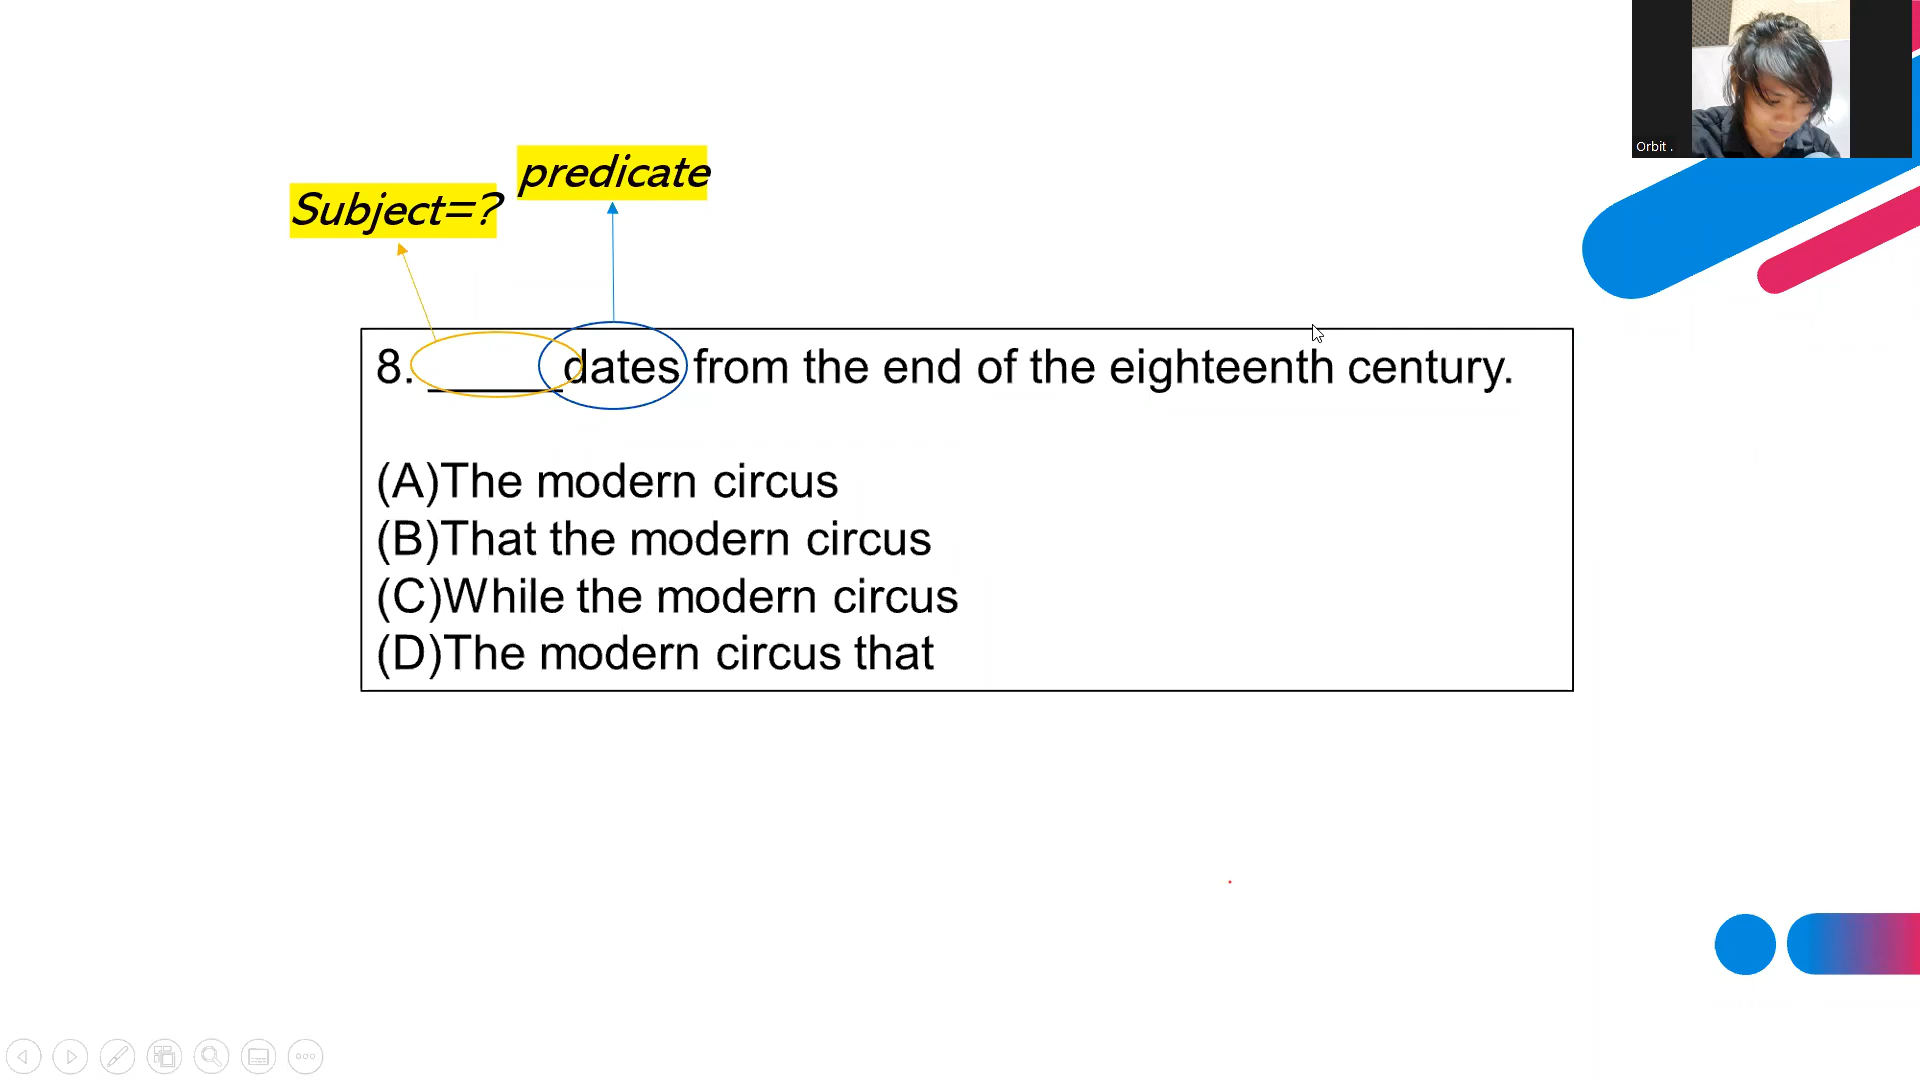 Orbit .
predicate
Subject=?
8. _____ dates from the end of the eighteenth century.
(A)The modern circus
(B)That the modern circus
(C)While the modern circus
(D)The modern circus that